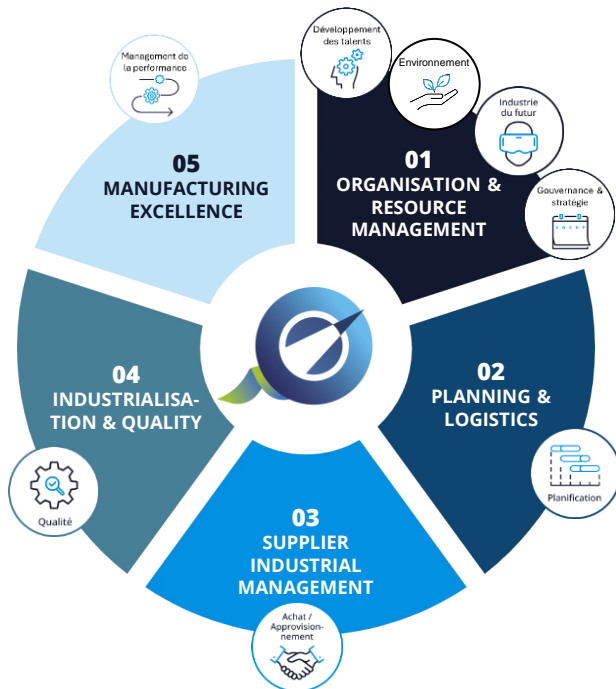 Développement
des talents
Environnement
Industrie
du futur
Gouvernance &
stratégie
01
ORGANISATION &
RESOURCE
MANAGEMENT
02
PLANNING &
LOGISTICS
Planification
03
SUPPLIER
INDUSTRIAL
MANAGEMENT
Achat /
Approvision-
nement
04
INDUSTRIALISA-
TION & QUALITY
Qualité
Management de
la performance
05
MANUFACTURING
EXCELLENCE